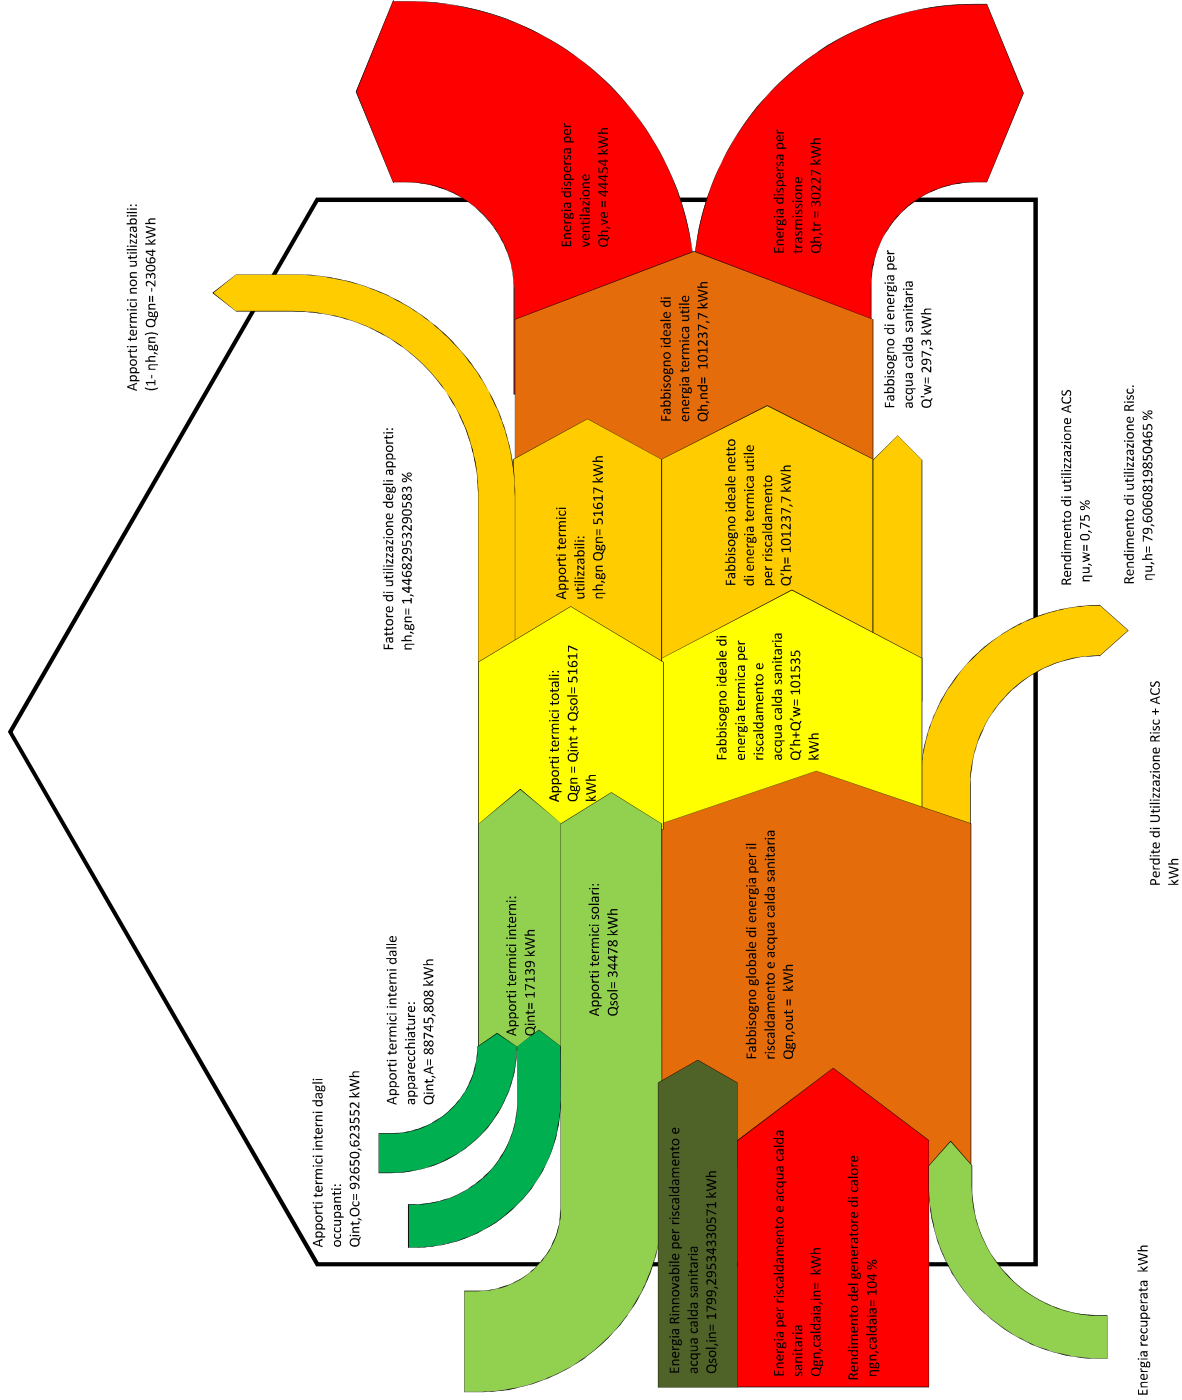 Apporti termici interni dagli
occupanti:
Qint,Oc= 92650,623552 kWh
Apporti termici interni dalle
apparecchiature:
Qint,A= 88745,808 kWh
Fattore di utilizzazione degli apporti:
ηh,gn= 1,44682953290583 %
Apporti termici non utilizzabili:
(1- ηh,gn) Qgn= -23064 kWh
Apporti termici interni:
Qint= 17139 kWh
Apporti termici solari:
Qsol= 34478 kWh
Apporti termici totali:
Qgn = Qint + Qsol= 51617
kWh
Apporti termici
utilizzabili:
ηh,gn Qgn= 51617 kWh
Energia dispersa per
ventilazione
Qh,ve = 44454 kWh
Energia Rinnovabile per riscaldamento e
acqua calda sanitaria
Qsol,in= 1799,29534330571 kWh
Energia per riscaldamento e acqua calda
sanitaria
Qgn,caldaia,in=  kWh
Rendimento del generatore di calore
ηgn,caldaia= 104 %
Fabbisogno globale di energia per il
riscaldamento e acqua calda sanitaria
Qgn,out =  kWh
Fabbisogno ideale di
energia termica per
riscaldamento e
acqua calda sanitaria
Q'h+Q'w= 101535
kWh
Fabbisogno ideale netto
di energia termica utile
per riscaldamento
Q'h= 101237,7 kWh
Fabbisogno ideale di
energia termica utile
Qh,nd=  101237,7 kWh
Energia dispersa per
trasmissione
Qh,tr = 30227 kWh
Fabbisogno di energia per
acqua calda sanitaria
Q'w= 297,3 kWh
Rendimento di utilizzazione ACS
ηu,w= 0,75 %
Rendimento di utilizzazione Risc.
ηu,h= 79,6060819850465 %
Perdite di Utilizzazione Risc + ACS
kWh
Energia recuperata  kWh